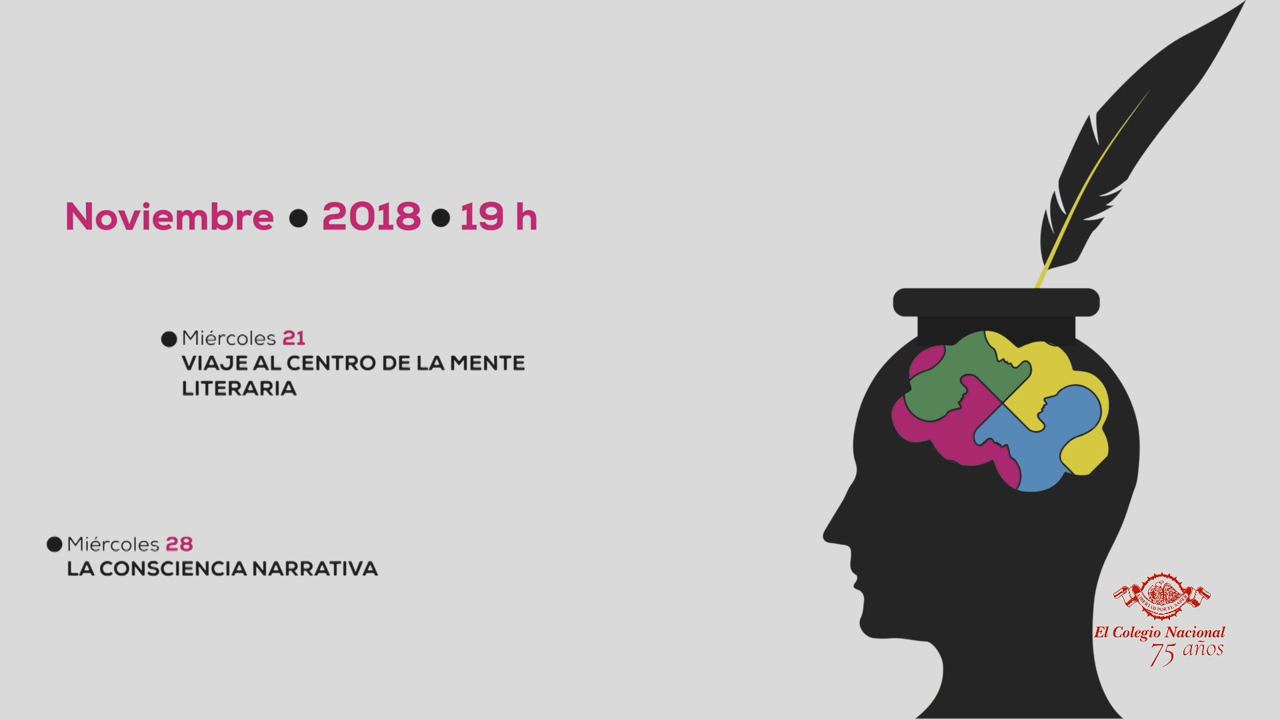 Noviembre • 2018 • 19 h
Miércoles 21
VIAJE AL CENTRO DE LA MENTE
LITERARIA
Miércoles 28
LA CONSCIENCIA NARRATIVA
El Colegio Nacional
75 años